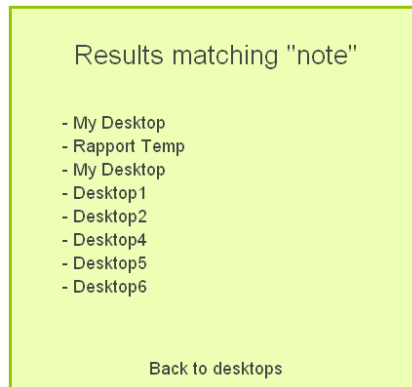 Results matching "note"
- My Desktop
- Rapport Temp
- My Desktop
- Desktop1
- Desktop2
- Desktop4
- Desktop5
- Desktop6
Back to desktops